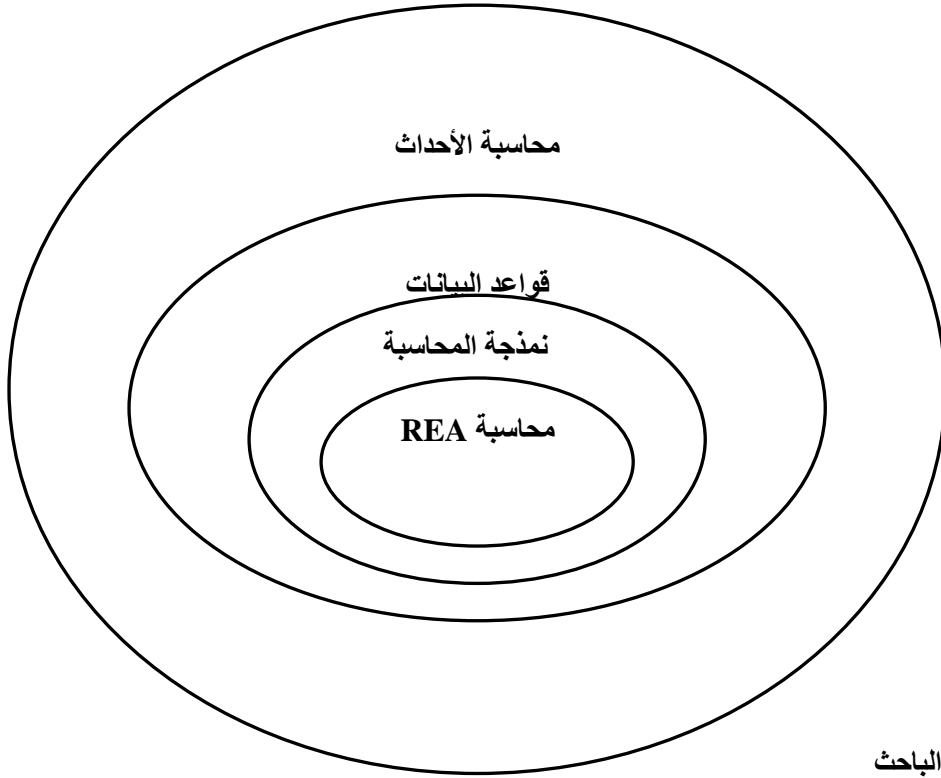 محاسبة الأحداث
قواعد البيانات
نمذجة المحاسبة
محاسبة REA
الباحث